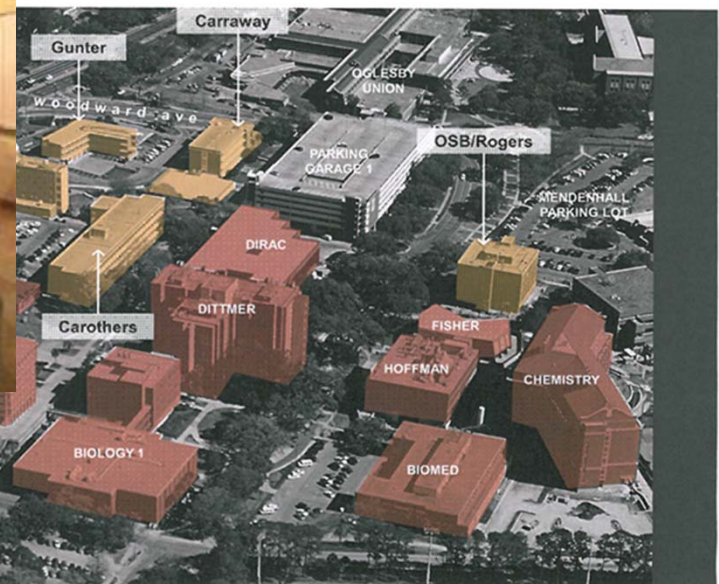 Carraway
Gunter
OGLESBY
UNION
woodward ave
OSB/Rogers
PARKING
GARAGE 1
MENDENHALL
PARKING LOT
DIRAC
DITTMER
Carothers
FISHER
HOFFMAN
CHEMISTRY
BIOLOGY 1
BIOMED